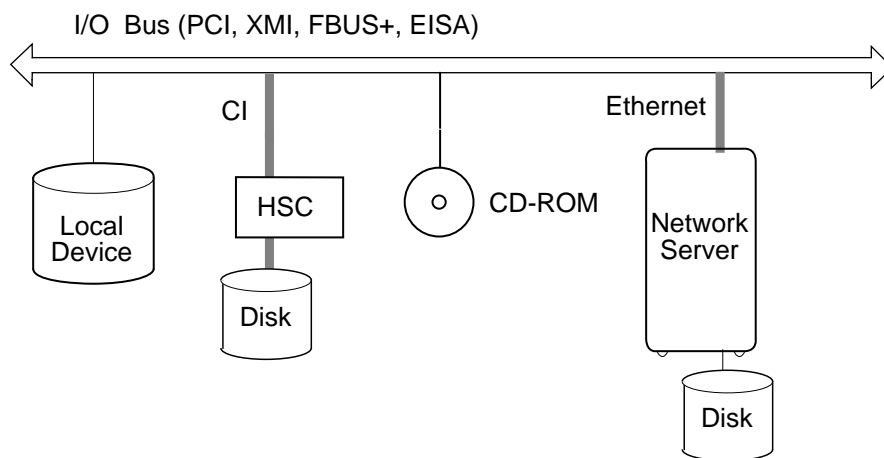 I/O Bus (PCI, XMI, FBUS+, EISA)
CI
Ethernet
Local
Device
HSC
CD-ROM
Network
Server
Disk
Disk